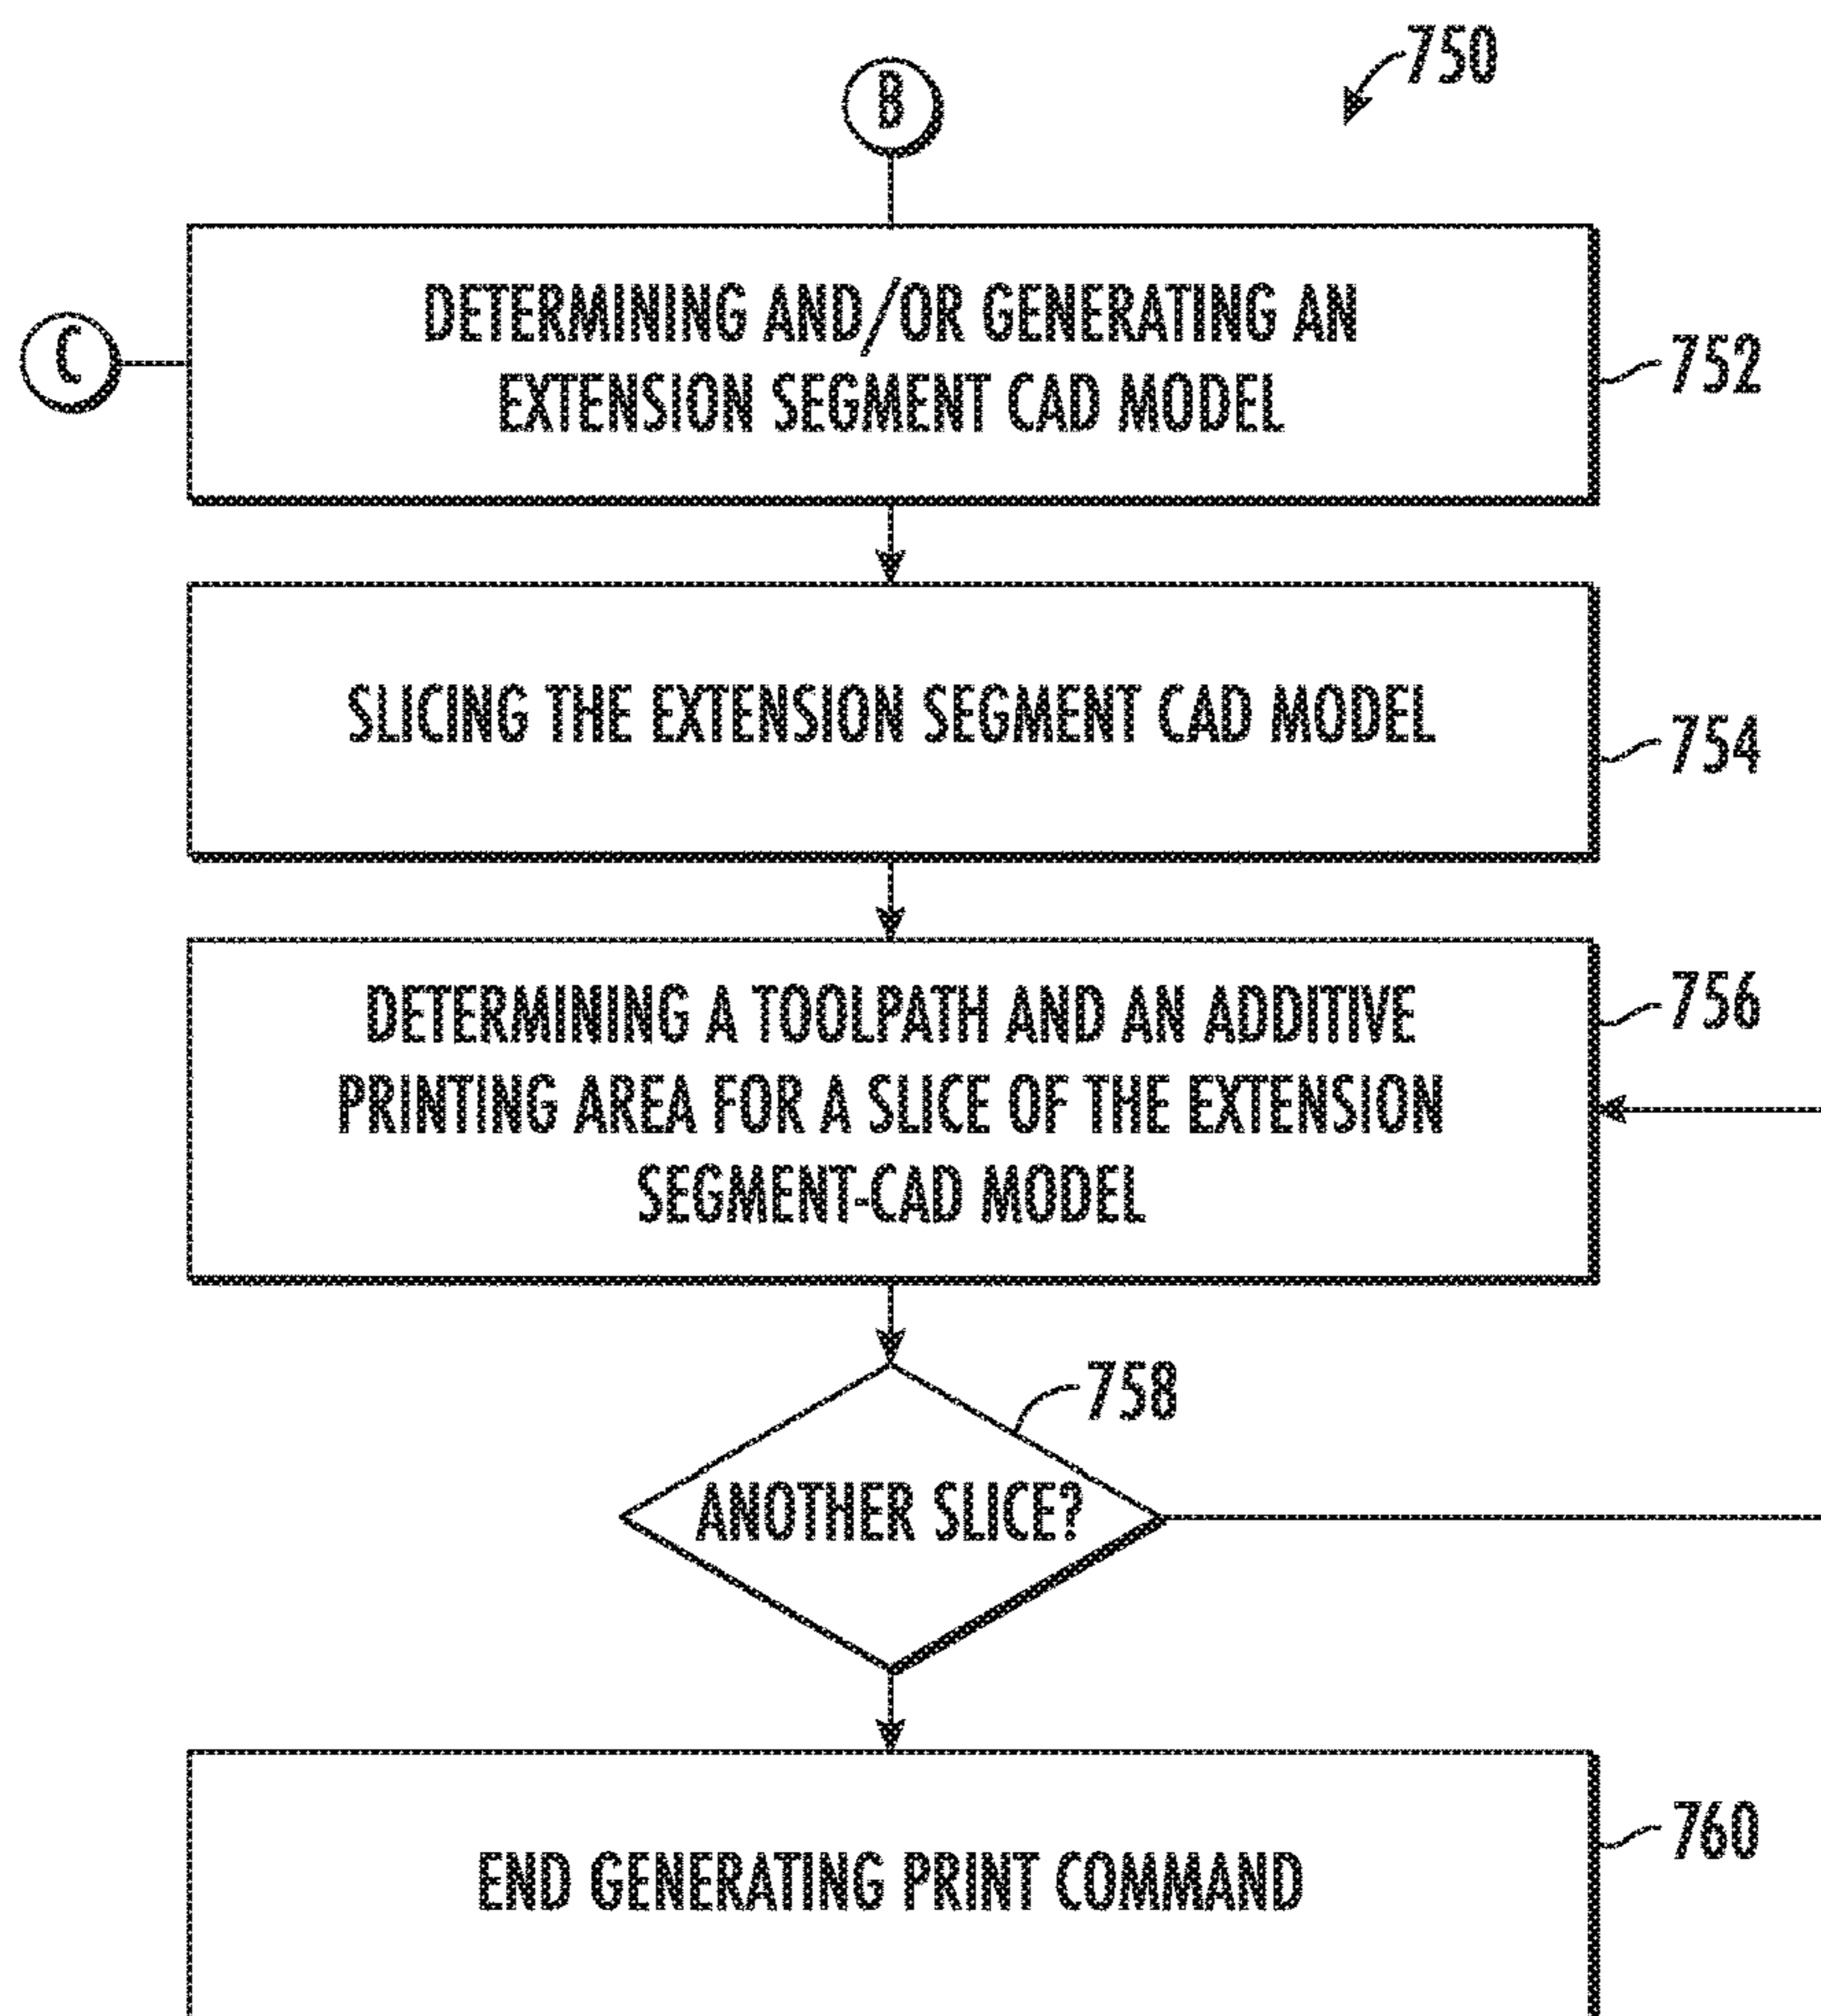 750
B
DETERMINING AND/OR GENERATING AN
EXTENSION SEGMENT CAD MODEL
C
752
SLICING THE EXTENSION SEGMENT CAD MODEL
754
DETERMINING A TOOLPATH AND AN ADDITIVE
PRINTING AREA FOR A SLICE OF THE EXTENSION
SEGMENT-CAD MODEL
756
758
ANOTHER SLICE?
END GENERATING PRINT COMMAND
760